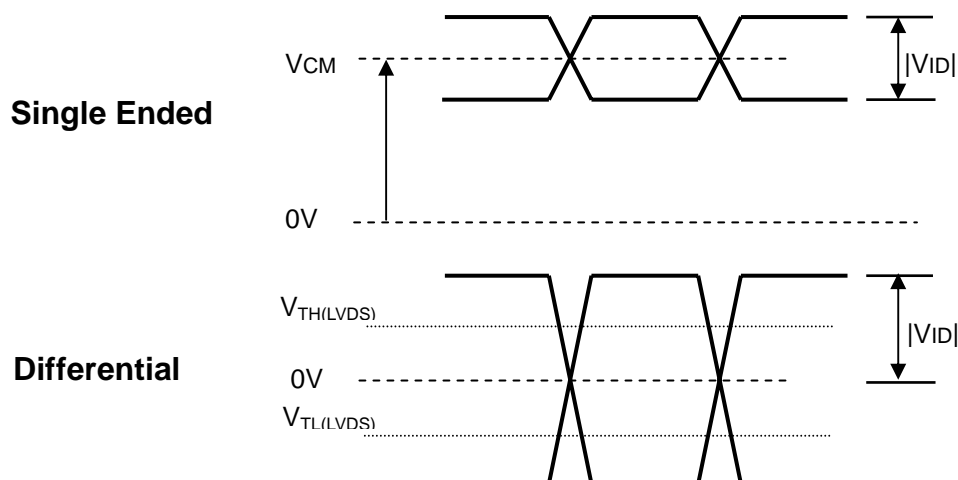 VCM
|VID|
Single Ended
0V
VTH(LVDS)
|VID|
Differential
0V
VTL(LVDS)